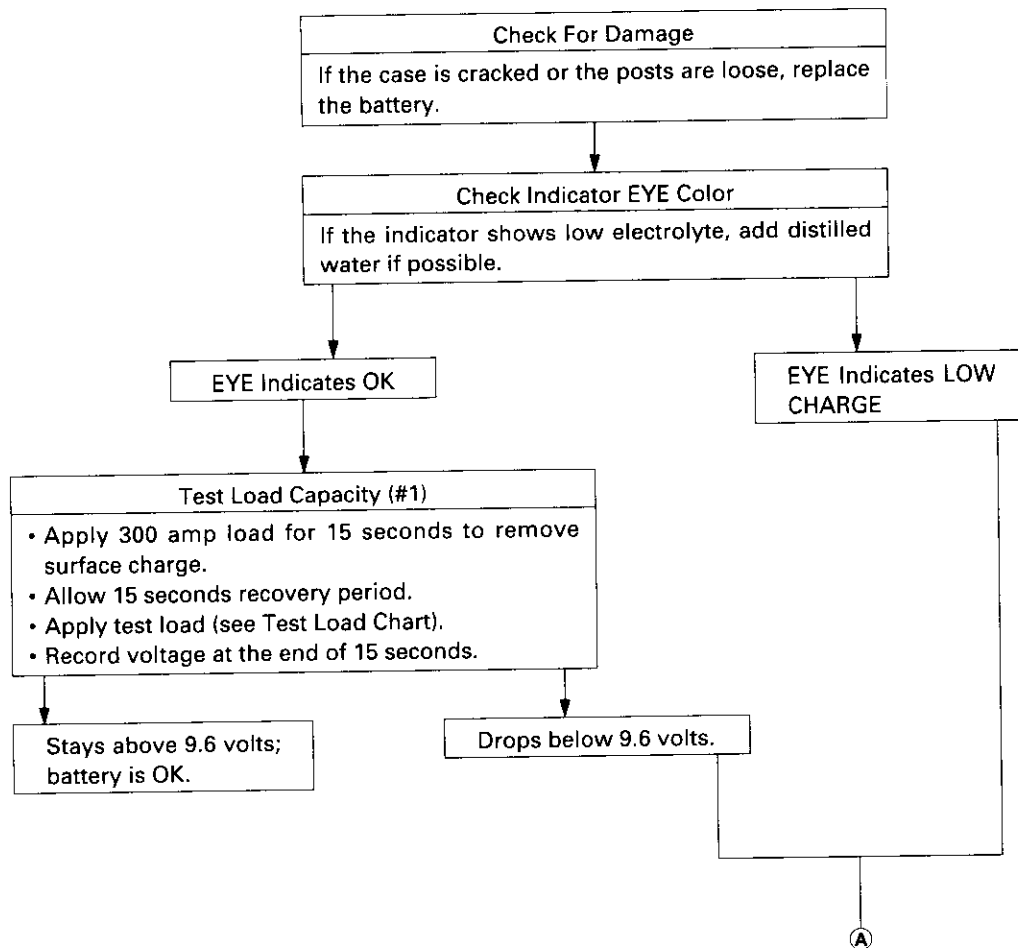 Check For Damage
If the case is cracked or the posts are loose, replace
the battery.
Check Indicator EYE Color
If the indicator shows low electrolyte, add distilled
water if possible.
EYE Indicates OK
EYE Indicates LOW
CHARGE
Test Load Capacity (#1)
• Apply 300 amp load for 15 seconds to remove
surface charge.
• Allow 15 seconds recovery period.
• Apply test load (see Test Load Chart).
• Record voltage at the end of 15 seconds.
Stays above 9.6 volts;
battery is OK.
Drops below 9.6 volts.
A